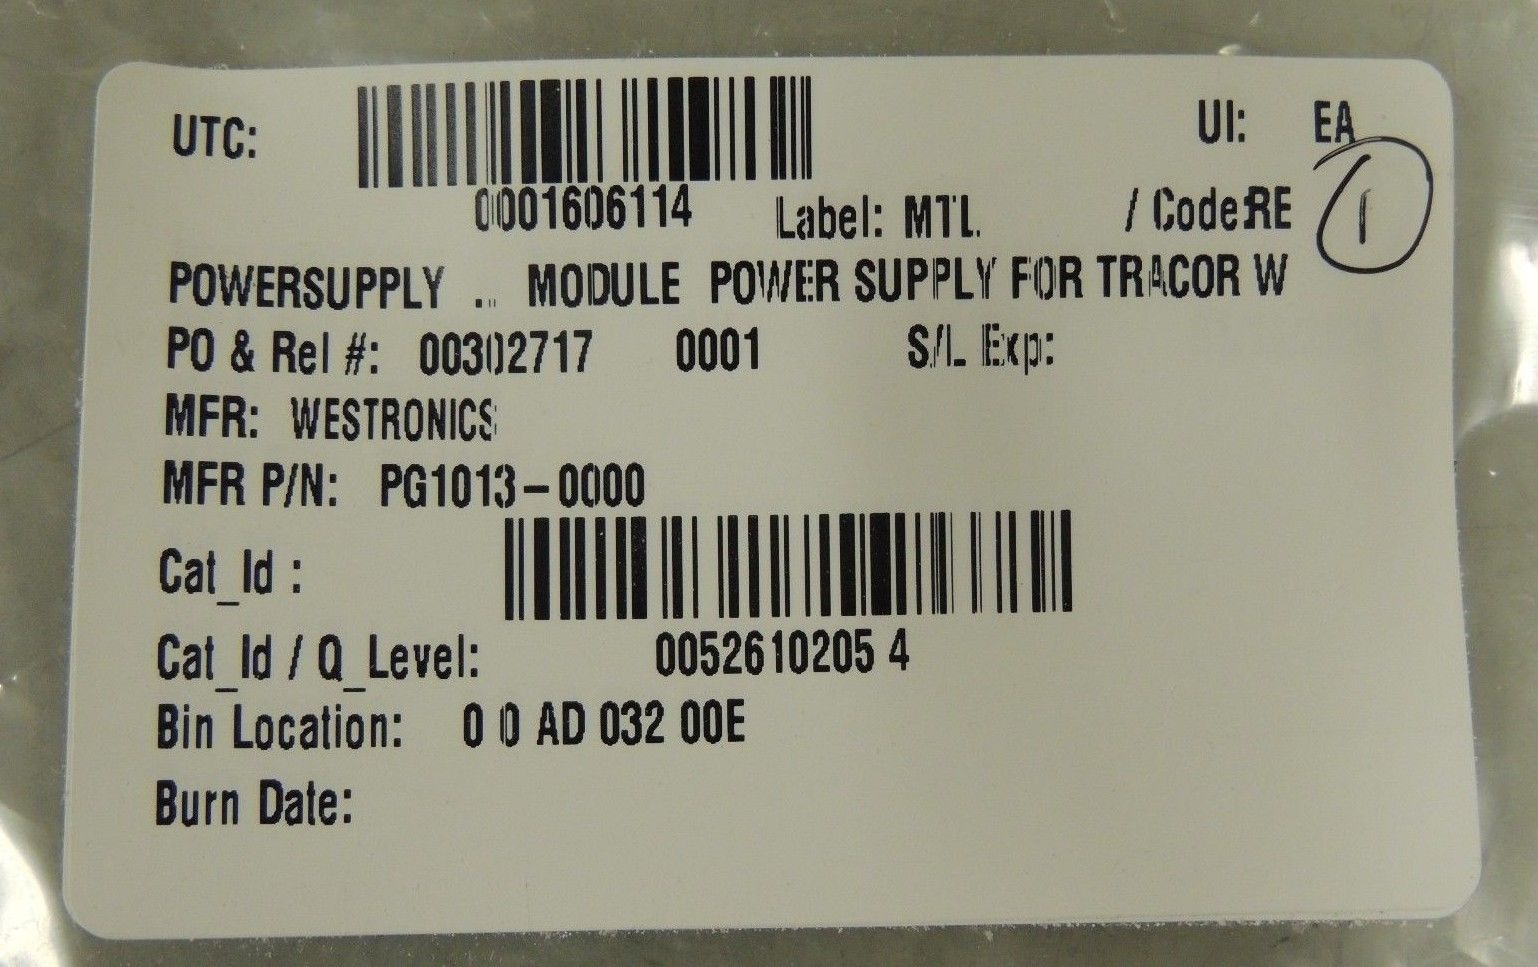 UTC: UI: EA
0001606114 Label: MTL / Code:RE 1
POWERSUPPLY ... MODULE POWER SUPPLY FOR TRACOR W
PO & Rel #: 00302717 0001 S/L Exp:
MFR: WESTRONICS
MFR P/N: PG1013-0000
Cat_Id :
Cat_Id / Q_Level: 0052610205 4
Bin Location: 0 0 AD 032 00E
Burn Date: